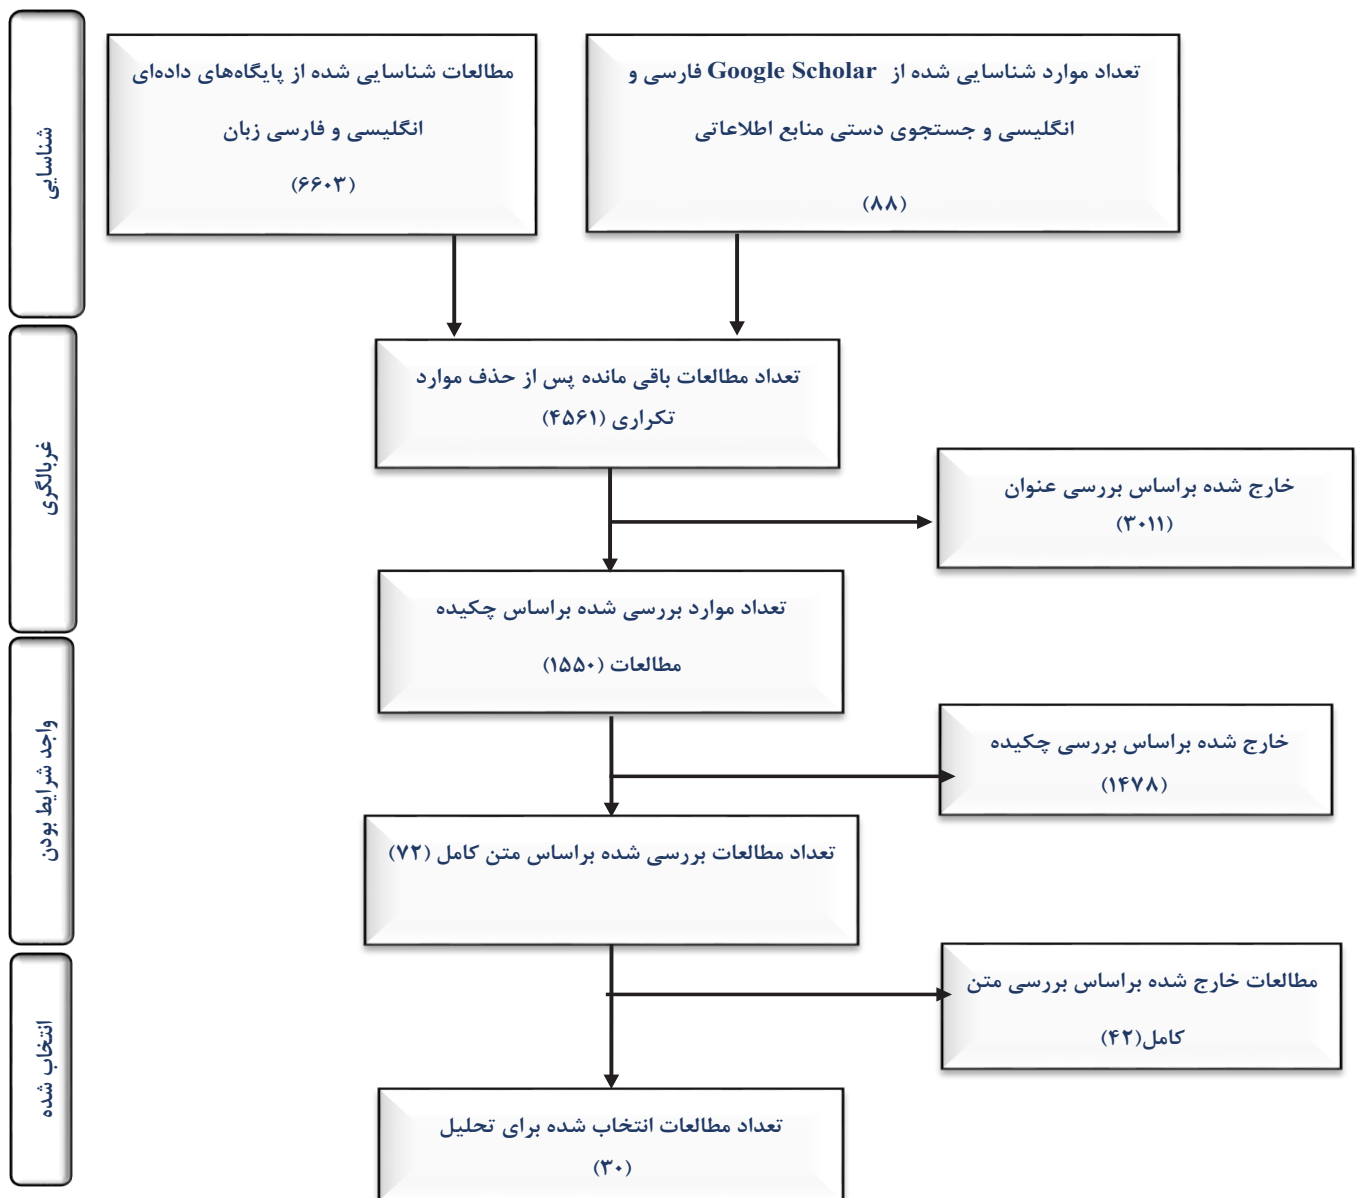 شناسایی
تعداد موارد شناسایی شده از Google Scholar فارسی و
انگلیسی و جستجوی دستی منابع اطلاعاتی
(۸۸)
مطالعات شناسایی شده از پایگاه‌های داده‌ای
انگلیسی و فارسی زبان
(۶۶۰۳)
غربالگری
تعداد مطالعات باقی مانده پس از حذف موارد
تکراری (۴۵۶۱)
خارج شده براساس بررسی عنوان
(۳۰۱۱)
تعداد موارد بررسی شده براساس چکیده
مطالعات (۱۵۵۰)
واجد شرایط بودن
خارج شده براساس بررسی چکیده
(۱۴۷۸)
تعداد مطالعات بررسی شده براساس متن کامل (۷۲)
انتخاب شده
مطالعات خارج شده براساس بررسی متن
کامل(۴۲)
تعداد مطالعات انتخاب شده برای تحلیل
(۳۰)